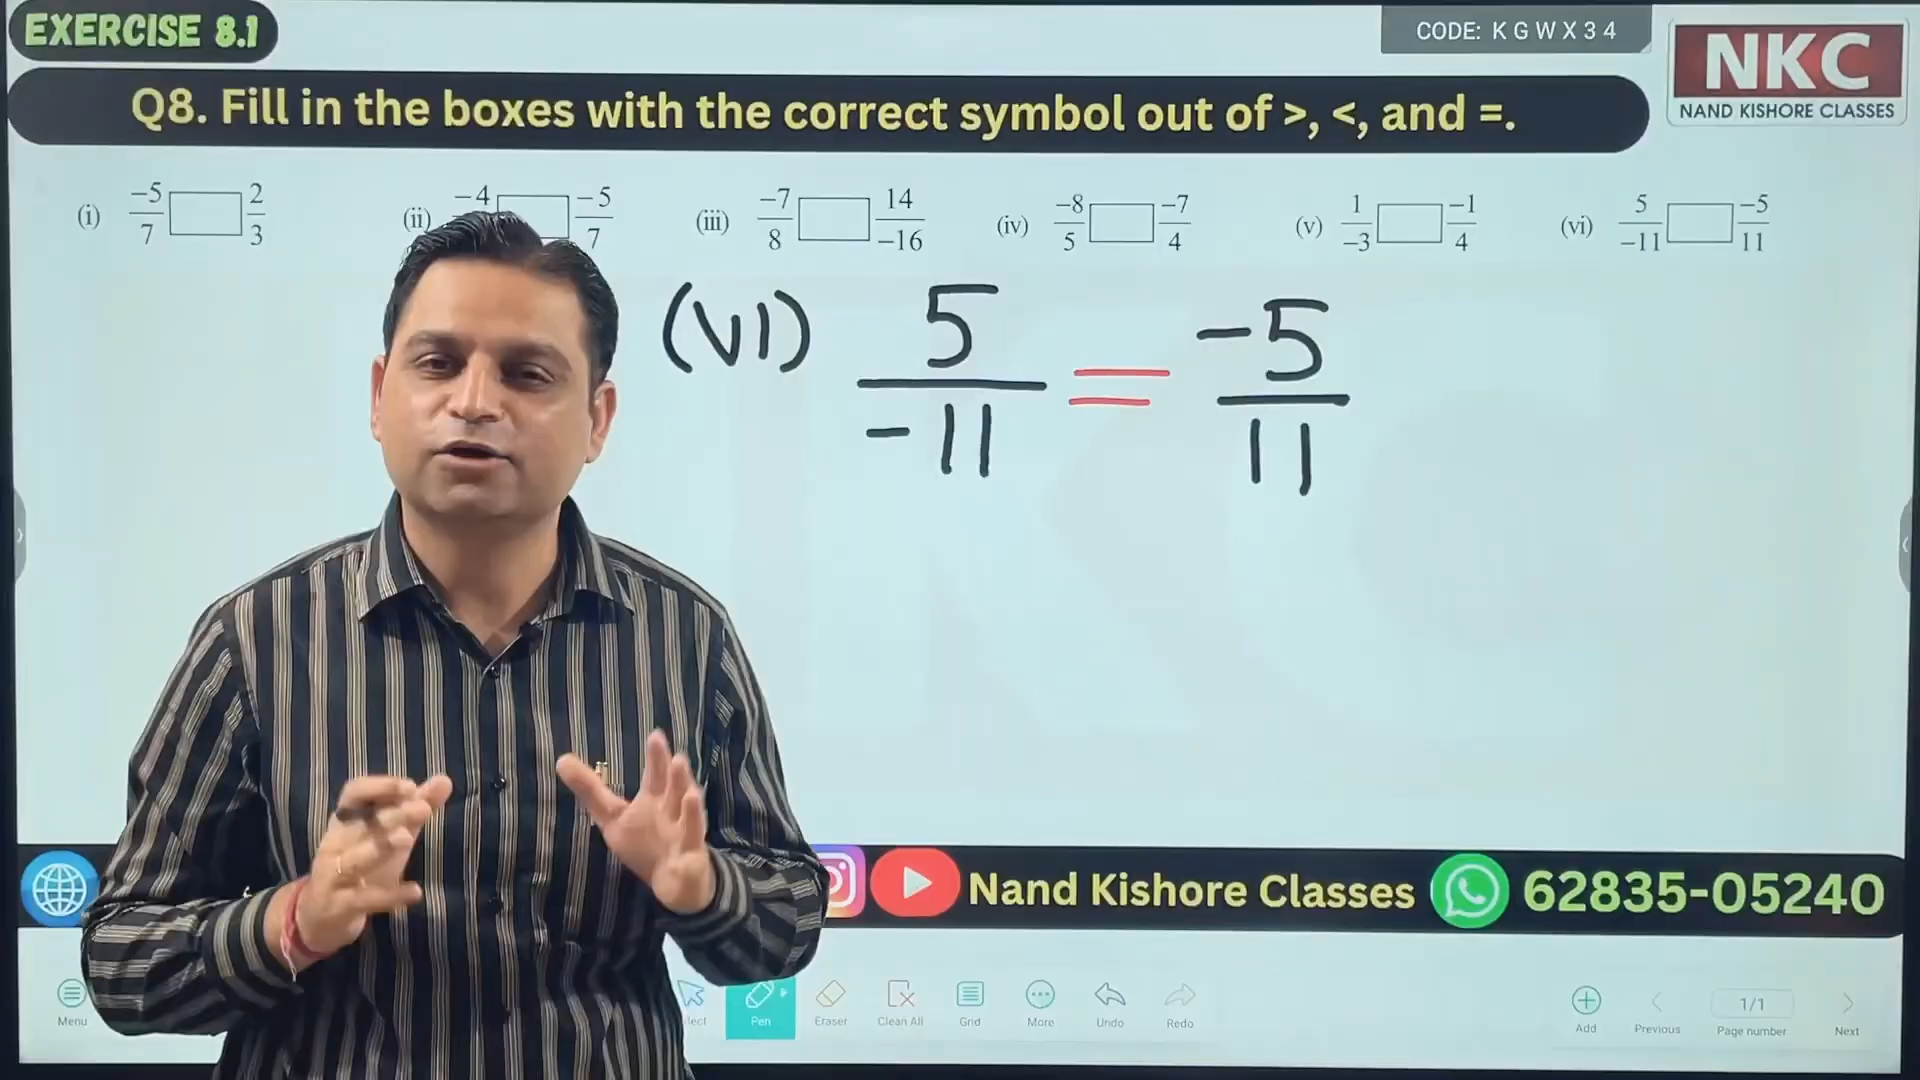 EXERCISE 8.1
CODE: K G W X 3 4
NKC
NAND KISHORE CLASSES
Q8. Fill in the boxes with the correct symbol out of >, <, and =.
(i) −5/7 □ 2/3 (ii) −4 □ −5/7 (iii) −7/8 □ 14/−16 (iv) −8/5 □ −7/4 (v) 1/−3 □ −1/4 (vi) 5/−11 □ −5/11
(VI) 5/-11 = -5/11
Nand Kishore Classes 62835-05240
Menu Pen Eraser Clean All Grid More Undo Redo Add Previous 1/1 Page number Next